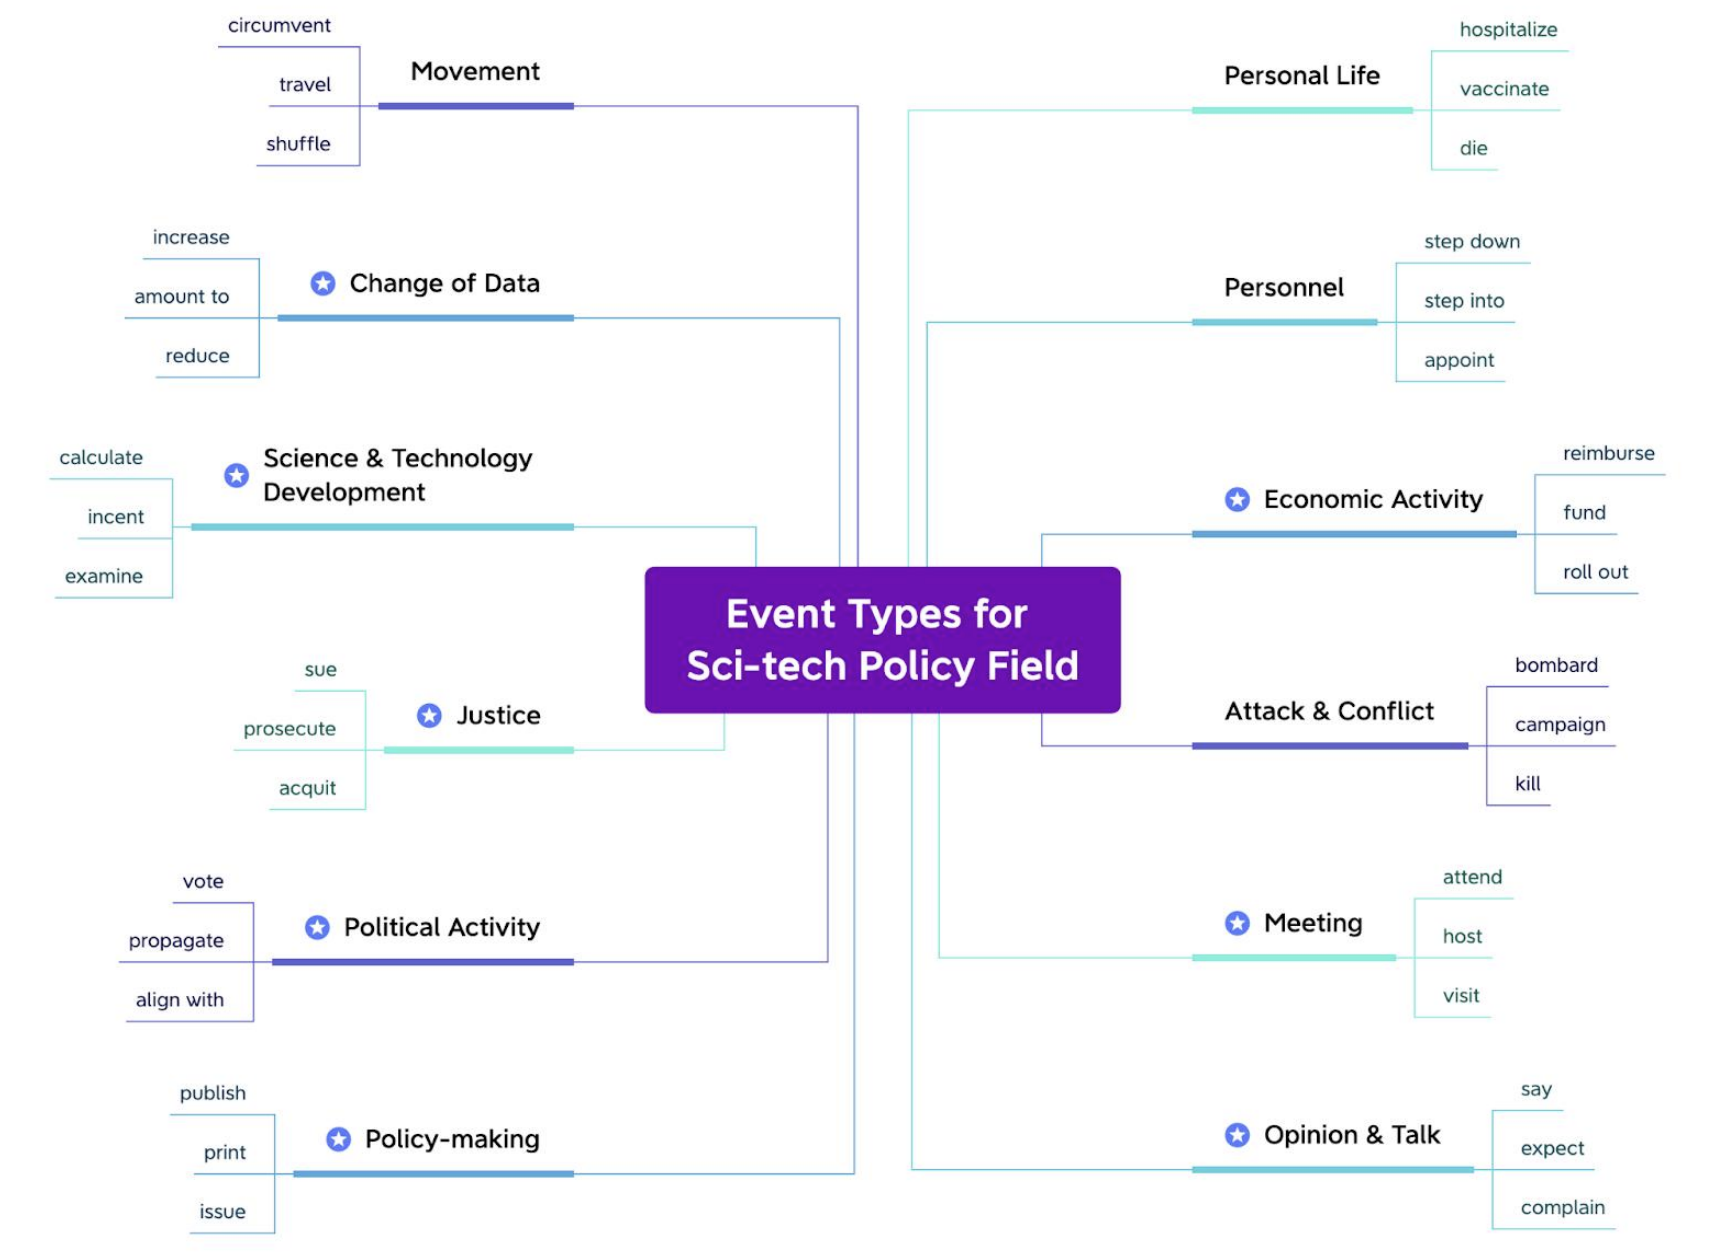 circumvent
travel
shuffle
Movement
increase
amount to
reduce
Change of Data
calculate
incent
examine
Science & Technology
Development
sue
prosecute
acquit
Justice
vote
propagate
align with
Political Activity
publish
print
issue
Policy-making
Event Types for
Sci-tech Policy Field
Personal Life
hospitalize
vaccinate
die
Personnel
step down
step into
appoint
Economic Activity
reimburse
fund
roll out
Attack & Conflict
bombard
campaign
kill
Meeting
attend
host
visit
Opinion & Talk
say
expect
complain